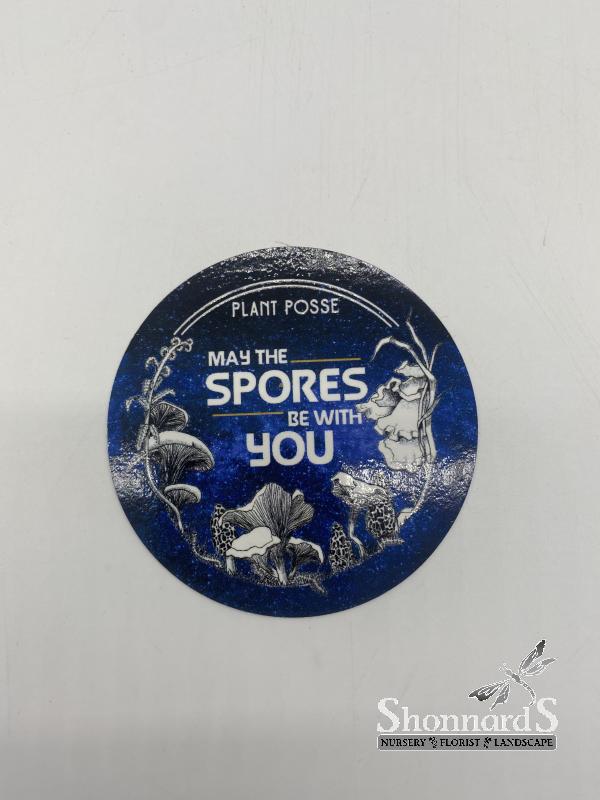 PLANT POSSE
MAY THE
SPORES
BE WITH
YOU
ShonnardS
NURSERY FLORIST LANDSCAPE